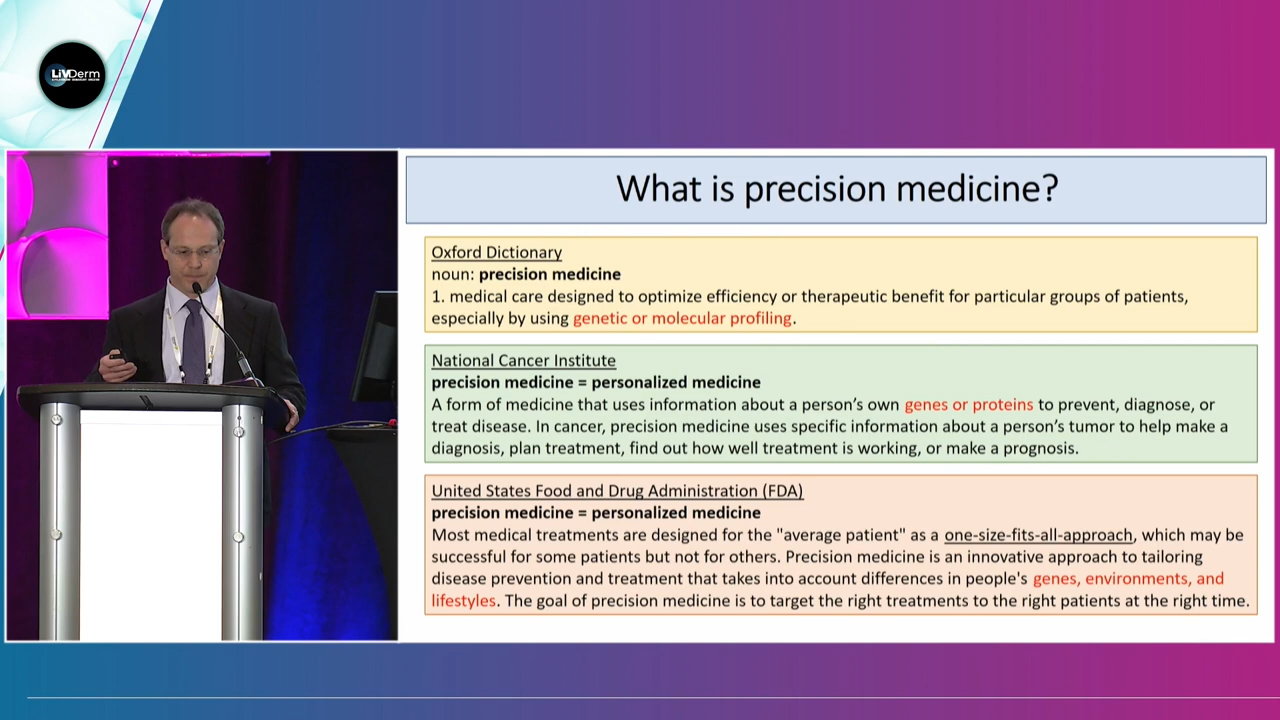 LiVDerm
What is precision medicine?
Oxford Dictionary
noun: precision medicine
1. medical care designed to optimize efficiency or therapeutic benefit for particular groups of patients,
especially by using genetic or molecular profiling.
National Cancer Institute
precision medicine = personalized medicine
A form of medicine that uses information about a person’s own genes or proteins to prevent, diagnose, or
treat disease. In cancer, precision medicine uses specific information about a person’s tumor to help make a
diagnosis, plan treatment, find out how well treatment is working, or make a prognosis.
United States Food and Drug Administration (FDA)
precision medicine = personalized medicine
Most medical treatments are designed for the "average patient" as a one-size-fits-all-approach, which may be
successful for some patients but not for others. Precision medicine is an innovative approach to tailoring
disease prevention and treatment that takes into account differences in people's genes, environments, and
lifestyles. The goal of precision medicine is to target the right treatments to the right patients at the right time.